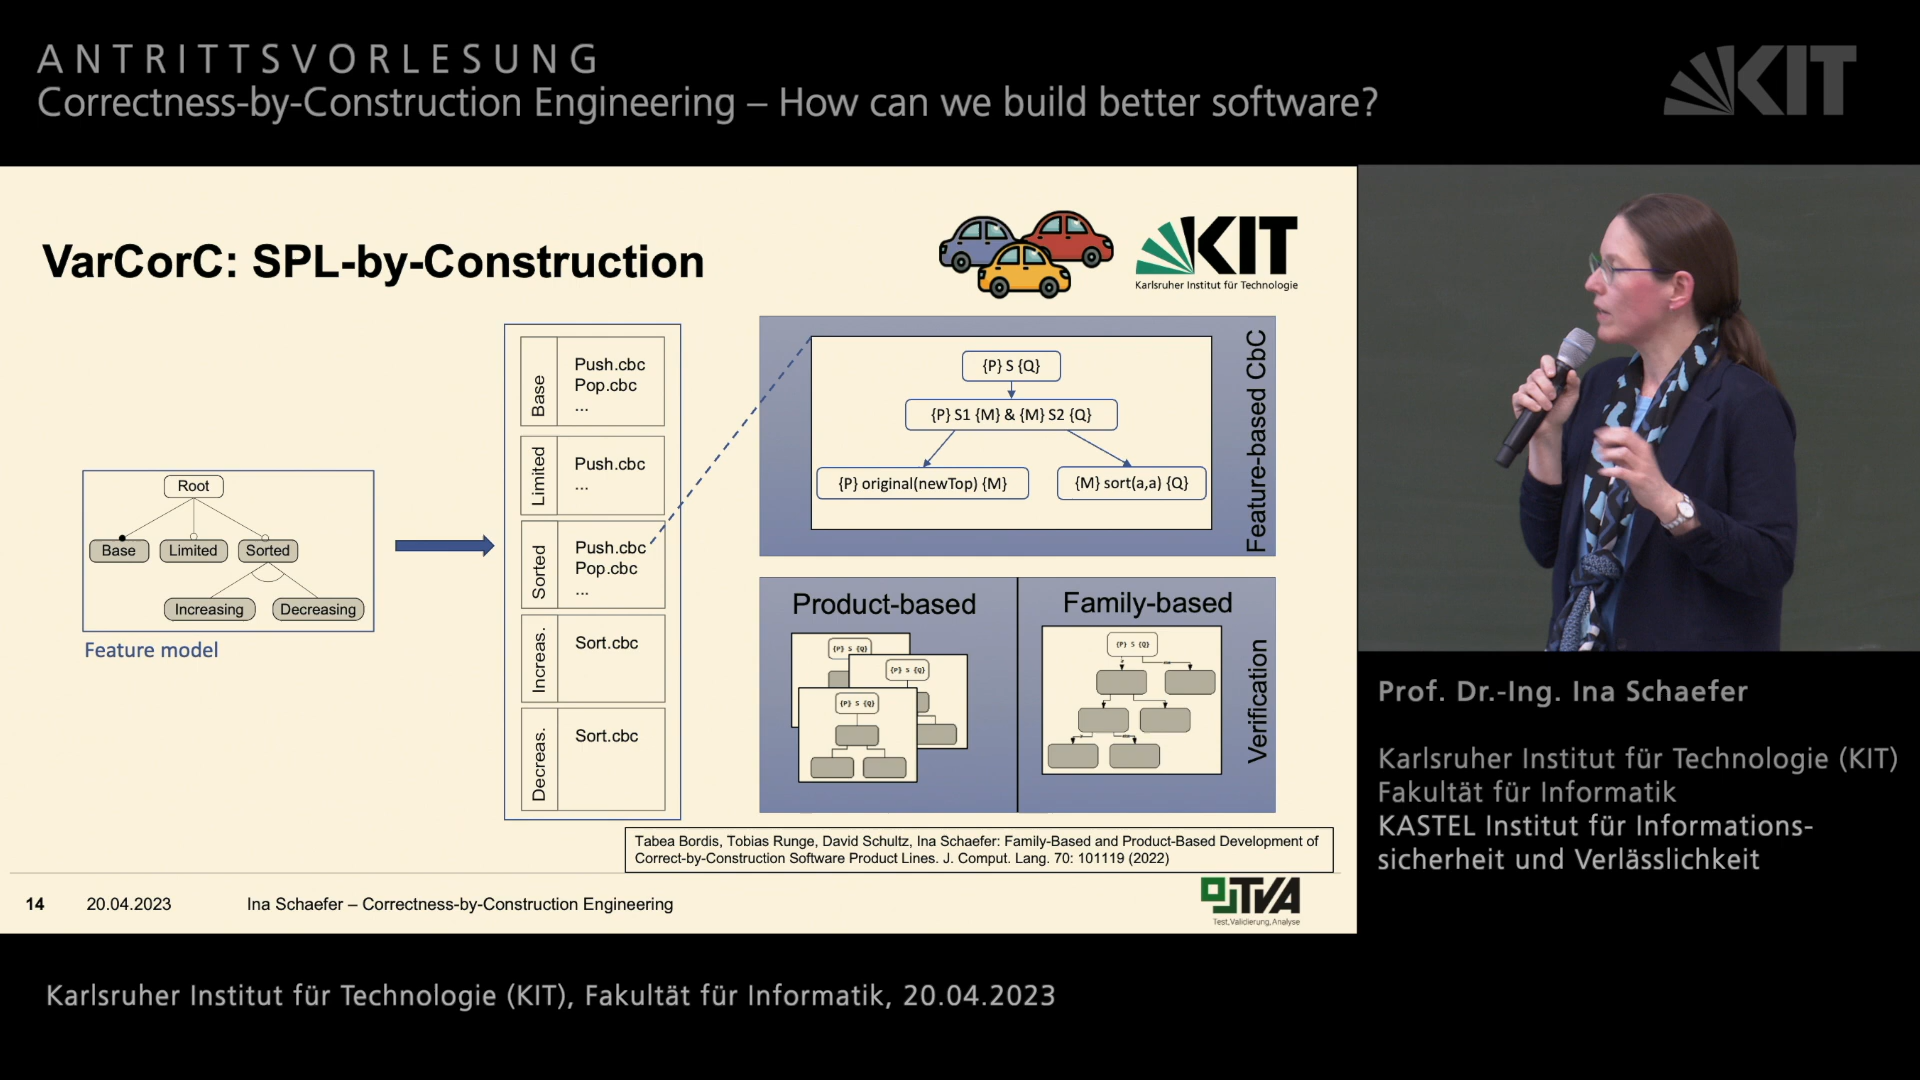 ANTRITTSVORLESUNG
Correctness-by-Construction Engineering – How can we build better software?
KIT
VarCorC: SPL-by-Construction
KIT
Karlsruher Institut für Technologie
Root
Base
Limited
Sorted
Increasing
Decreasing
Feature model
Base
Push.cbc
Pop.cbc
...
Limited
Push.cbc
...
Sorted
Push.cbc
Pop.cbc
...
Increas.
Sort.cbc
Decreas.
Sort.cbc
{P} S {Q}
{P} S1 {M} & {M} S2 {Q}
{P} original(newTop) {M}
{M} sort(a,a) {Q}
Feature-based CbC
Product-based
{P} S {Q}
{P} S {Q}
{P} S {Q}
Family-based
{P} S {Q}
Verification
Tabea Bordis, Tobias Runge, David Schultz, Ina Schaefer: Family-Based and Product-Based Development of
Correct-by-Construction Software Product Lines. J. Comput. Lang. 70: 101119 (2022)
14
20.04.2023
Ina Schaefer – Correctness-by-Construction Engineering
TVA
Test,Validierung,Analyse
Prof. Dr.-Ing. Ina Schaefer
Karlsruher Institut für Technologie (KIT)
Fakultät für Informatik
KASTEL Institut für Informations-
sicherheit und Verlässlichkeit
Karlsruher Institut für Technologie (KIT), Fakultät für Informatik, 20.04.2023